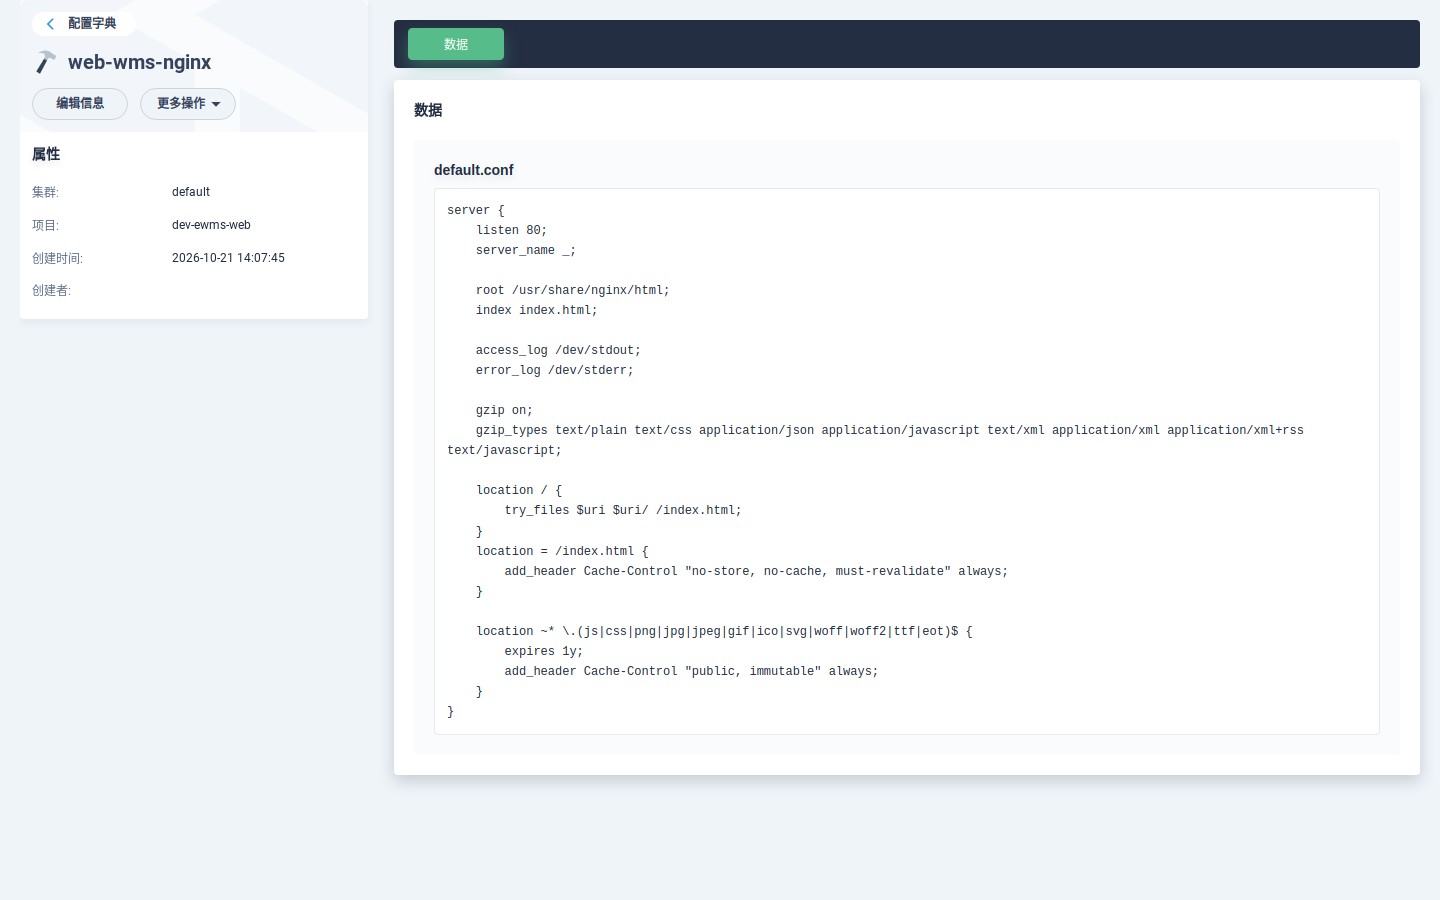 配置字典
web-wms-nginx
编辑信息
更多操作
属性
集群: default
项目: dev-ewms-web
创建时间: 2026-10-21 14:07:45
创建者:
数据
数据
default.conf
server {
    listen 80;
    server_name _;

    root /usr/share/nginx/html;
    index index.html;

    access_log /dev/stdout;
    error_log /dev/stderr;

    gzip on;
    gzip_types text/plain text/css application/json application/javascript text/xml application/xml application/xml+rss
text/javascript;

    location / {
        try_files $uri $uri/ /index.html;
    }
    location = /index.html {
        add_header Cache-Control "no-store, no-cache, must-revalidate" always;
    }

    location ~* \.(js|css|png|jpg|jpeg|gif|ico|svg|woff|woff2|ttf|eot)$ {
        expires 1y;
        add_header Cache-Control "public, immutable" always;
    }
}